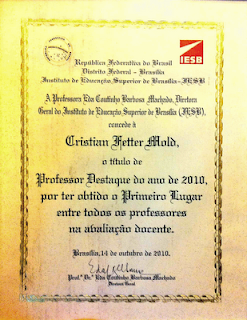 IESB
República Federativa do Brasil
Distrito Federal - Brasília
Instituto de Educação Superior de Brasília-IESB
A Professora Eda Coutinho Barbosa Machado, Diretora
Geral do Instituto de Educação Superior de Brasília (IESB),
concede à
Cristian Fetter Mold,
o título de
Professor Destaque do ano de 2010,
por ter obtido o Primeiro Lugar
entre todos os professores
na avaliação docente.
Brasília, 14 de outubro de 2010.
Prof.ª Dr.ª Eda Coutinho Barbosa Machado
Diretora Geral